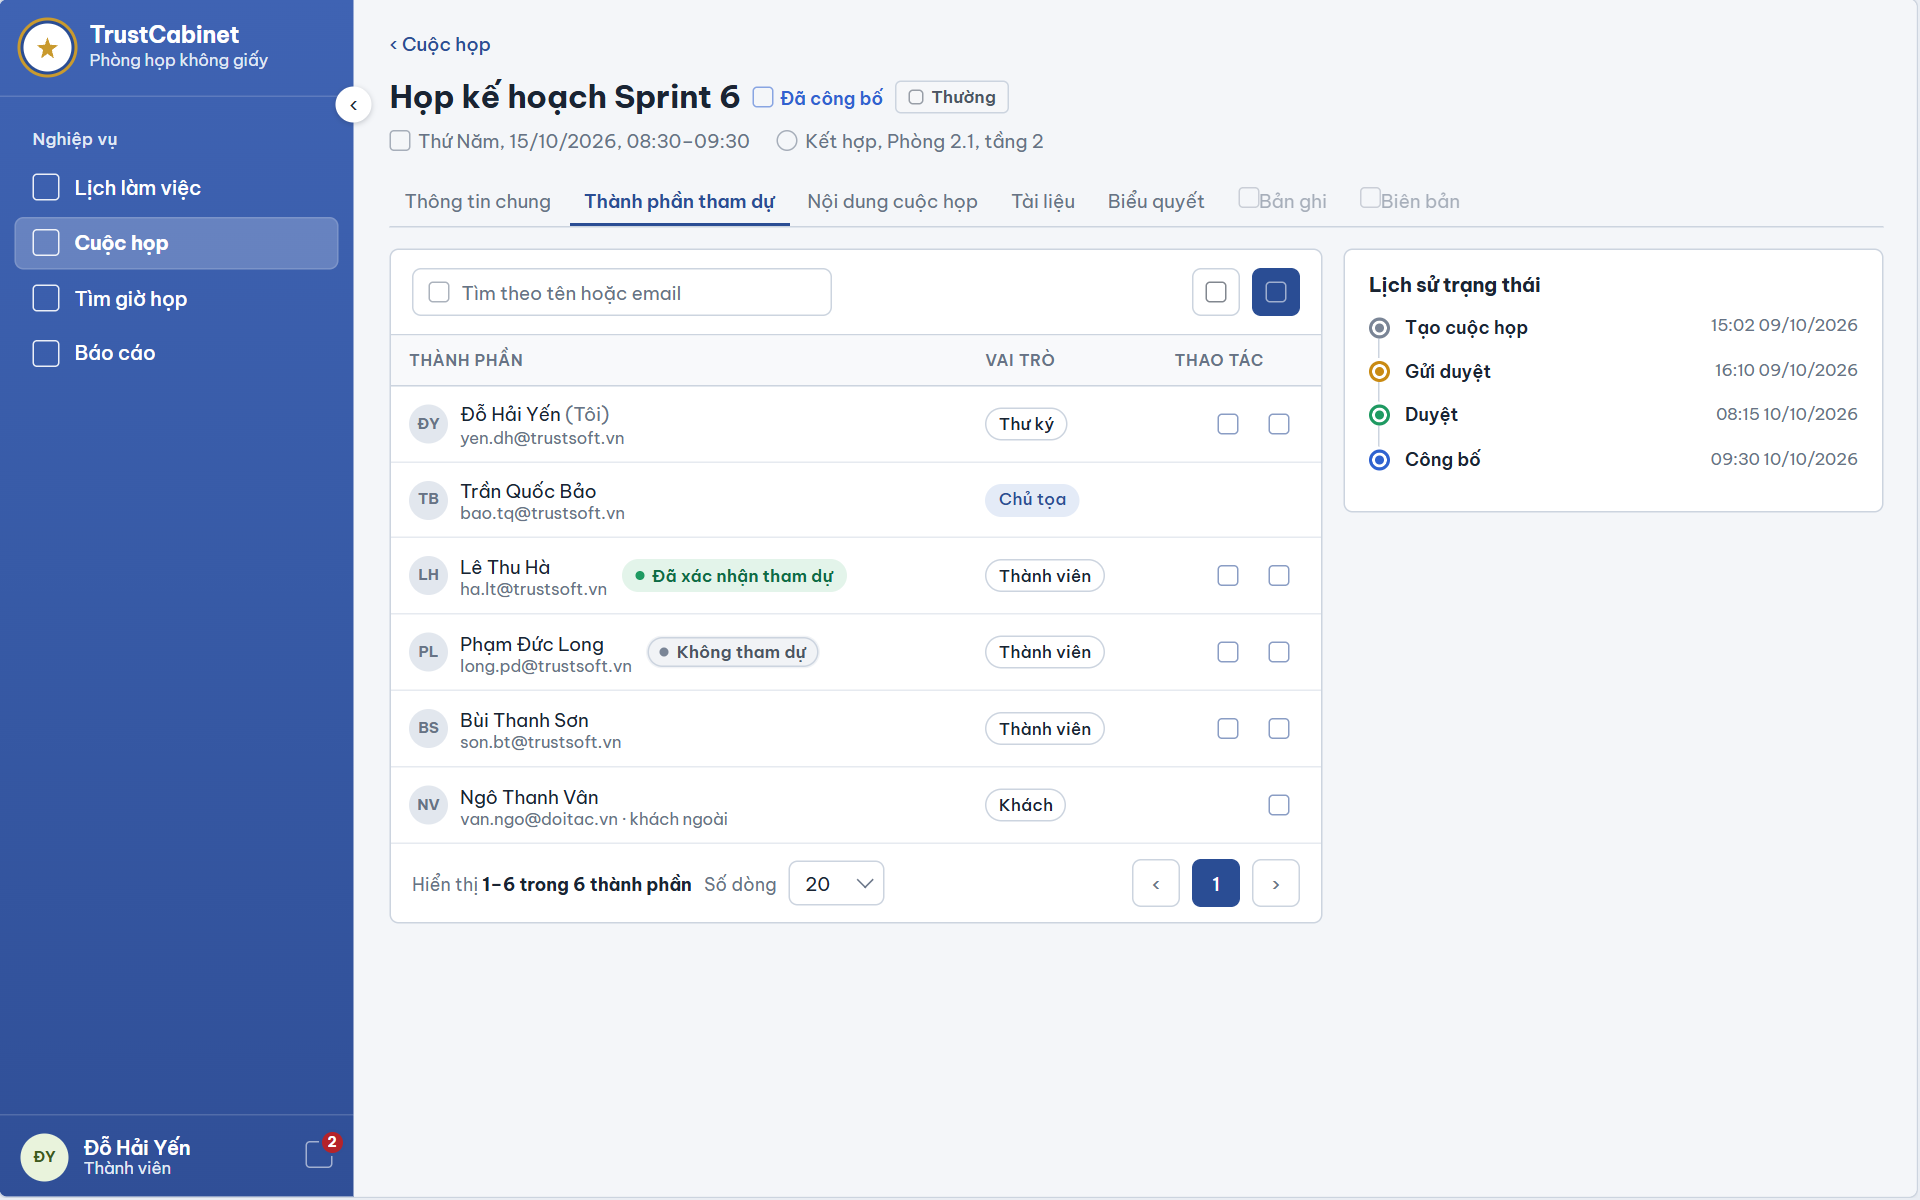 TrustCabinet
Phòng họp không giấy
Nghiệp vụ
Lịch làm việc
Cuộc họp
Tìm giờ họp
Báo cáo
ĐY
Đỗ Hải Yến
Thành viên
2
‹ Cuộc họp
Họp kế hoạch Sprint 6
Đã công bố
Thường
Thứ Năm, 15/10/2026, 08:30–09:30
Kết hợp, Phòng 2.1, tầng 2
Thông tin chung
Thành phần tham dự
Nội dung cuộc họp
Tài liệu
Biểu quyết
Bản ghi
Biên bản
Tìm theo tên hoặc email
THÀNH PHẦN
VAI TRÒ
THAO TÁC
ĐY
Đỗ Hải Yến (Tôi)
yen.dh@trustsoft.vn
Thư ký
TB
Trần Quốc Bảo
bao.tq@trustsoft.vn
Chủ tọa
LH
Lê Thu Hà
ha.lt@trustsoft.vn
Đã xác nhận tham dự
Thành viên
PL
Phạm Đức Long
long.pd@trustsoft.vn
Không tham dự
Thành viên
BS
Bùi Thanh Sơn
son.bt@trustsoft.vn
Thành viên
NV
Ngô Thanh Vân
van.ngo@doitac.vn · khách ngoài
Khách
Hiển thị 1–6 trong 6 thành phần
Số dòng
20
‹
1
›
Lịch sử trạng thái
Tạo cuộc họp
15:02 09/10/2026
Gửi duyệt
16:10 09/10/2026
Duyệt
08:15 10/10/2026
Công bố
09:30 10/10/2026